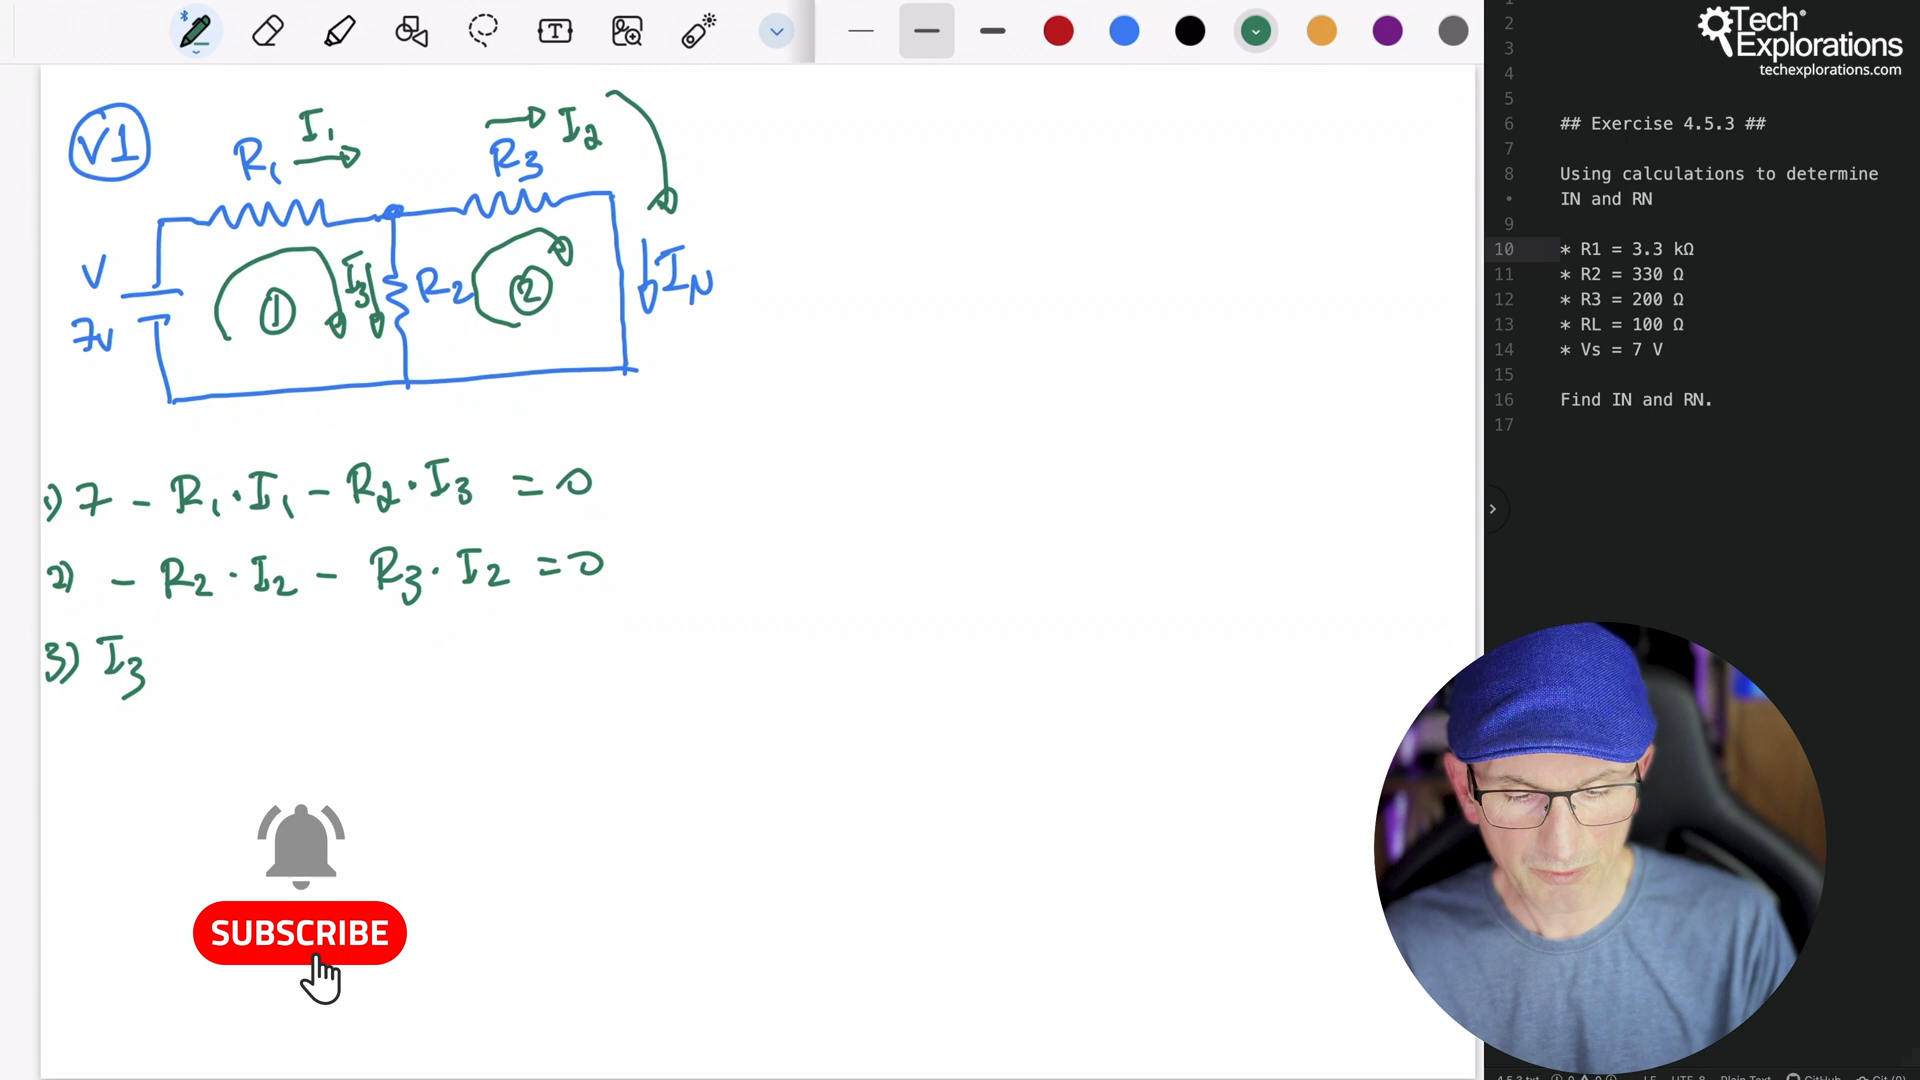 Tech
Explorations
techexplorations.com
V1
R1
I1
R3
I2
V
7v
1
I3
R2
2
IN
1) 7 - R1 · I1 - R2 · I3 = 0
2) - R2 · I2 - R3 · I2 = 0
3) I3
SUBSCRIBE
2
3
4
5
6 ## Exercise 4.5.3 ##
7
8 Using calculations to determine
• IN and RN
9
10 * R1 = 3.3 kΩ
11 * R2 = 330 Ω
12 * R3 = 200 Ω
13 * RL = 100 Ω
14 * Vs = 7 V
15
16 Find IN and RN.
17